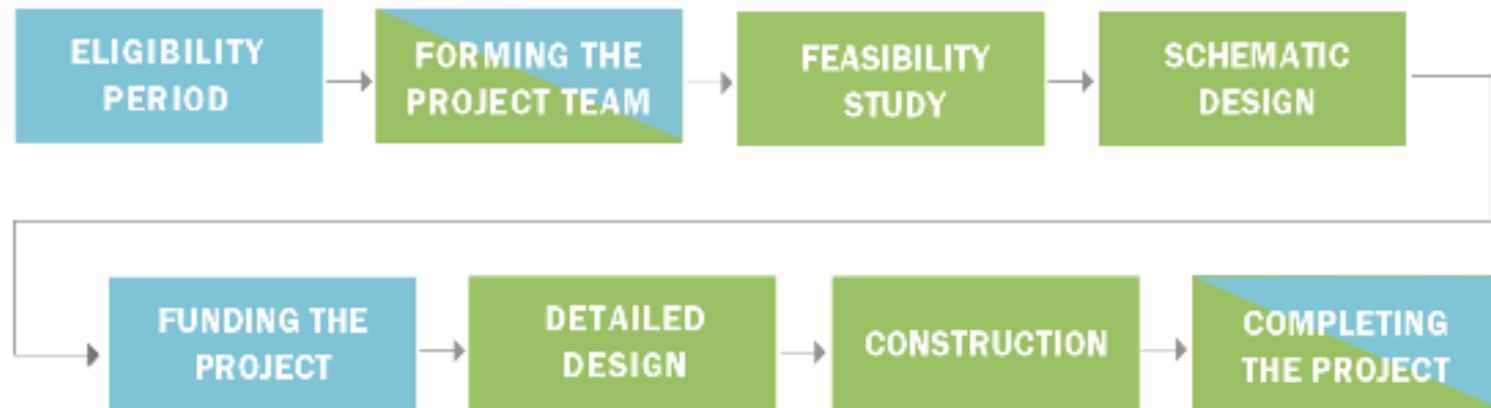 ELIGIBILITY
PERIOD
FORMING THE
PROJECT TEAM
FEASIBILITY
STUDY
SCHEMATIC
DESIGN
FUNDING THE
PROJECT
DETAILED
DESIGN
CONSTRUCTION
COMPLETING
THE PROJECT